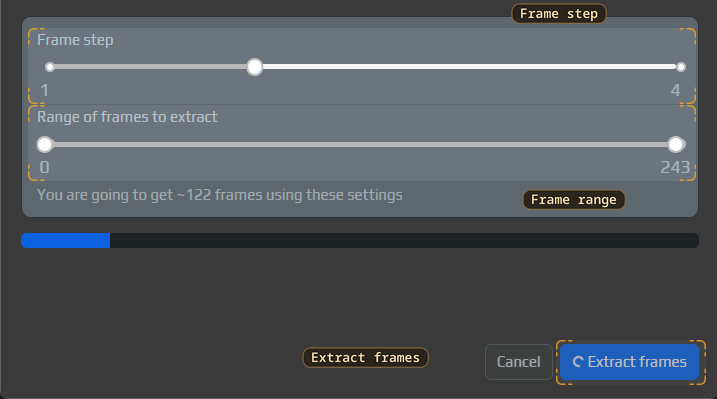 Frame step
Frame step
1
4
Range of frames to extract
0
243
You are going to get ~122 frames using these settings
Frame range
Extract frames
Cancel
Extract frames